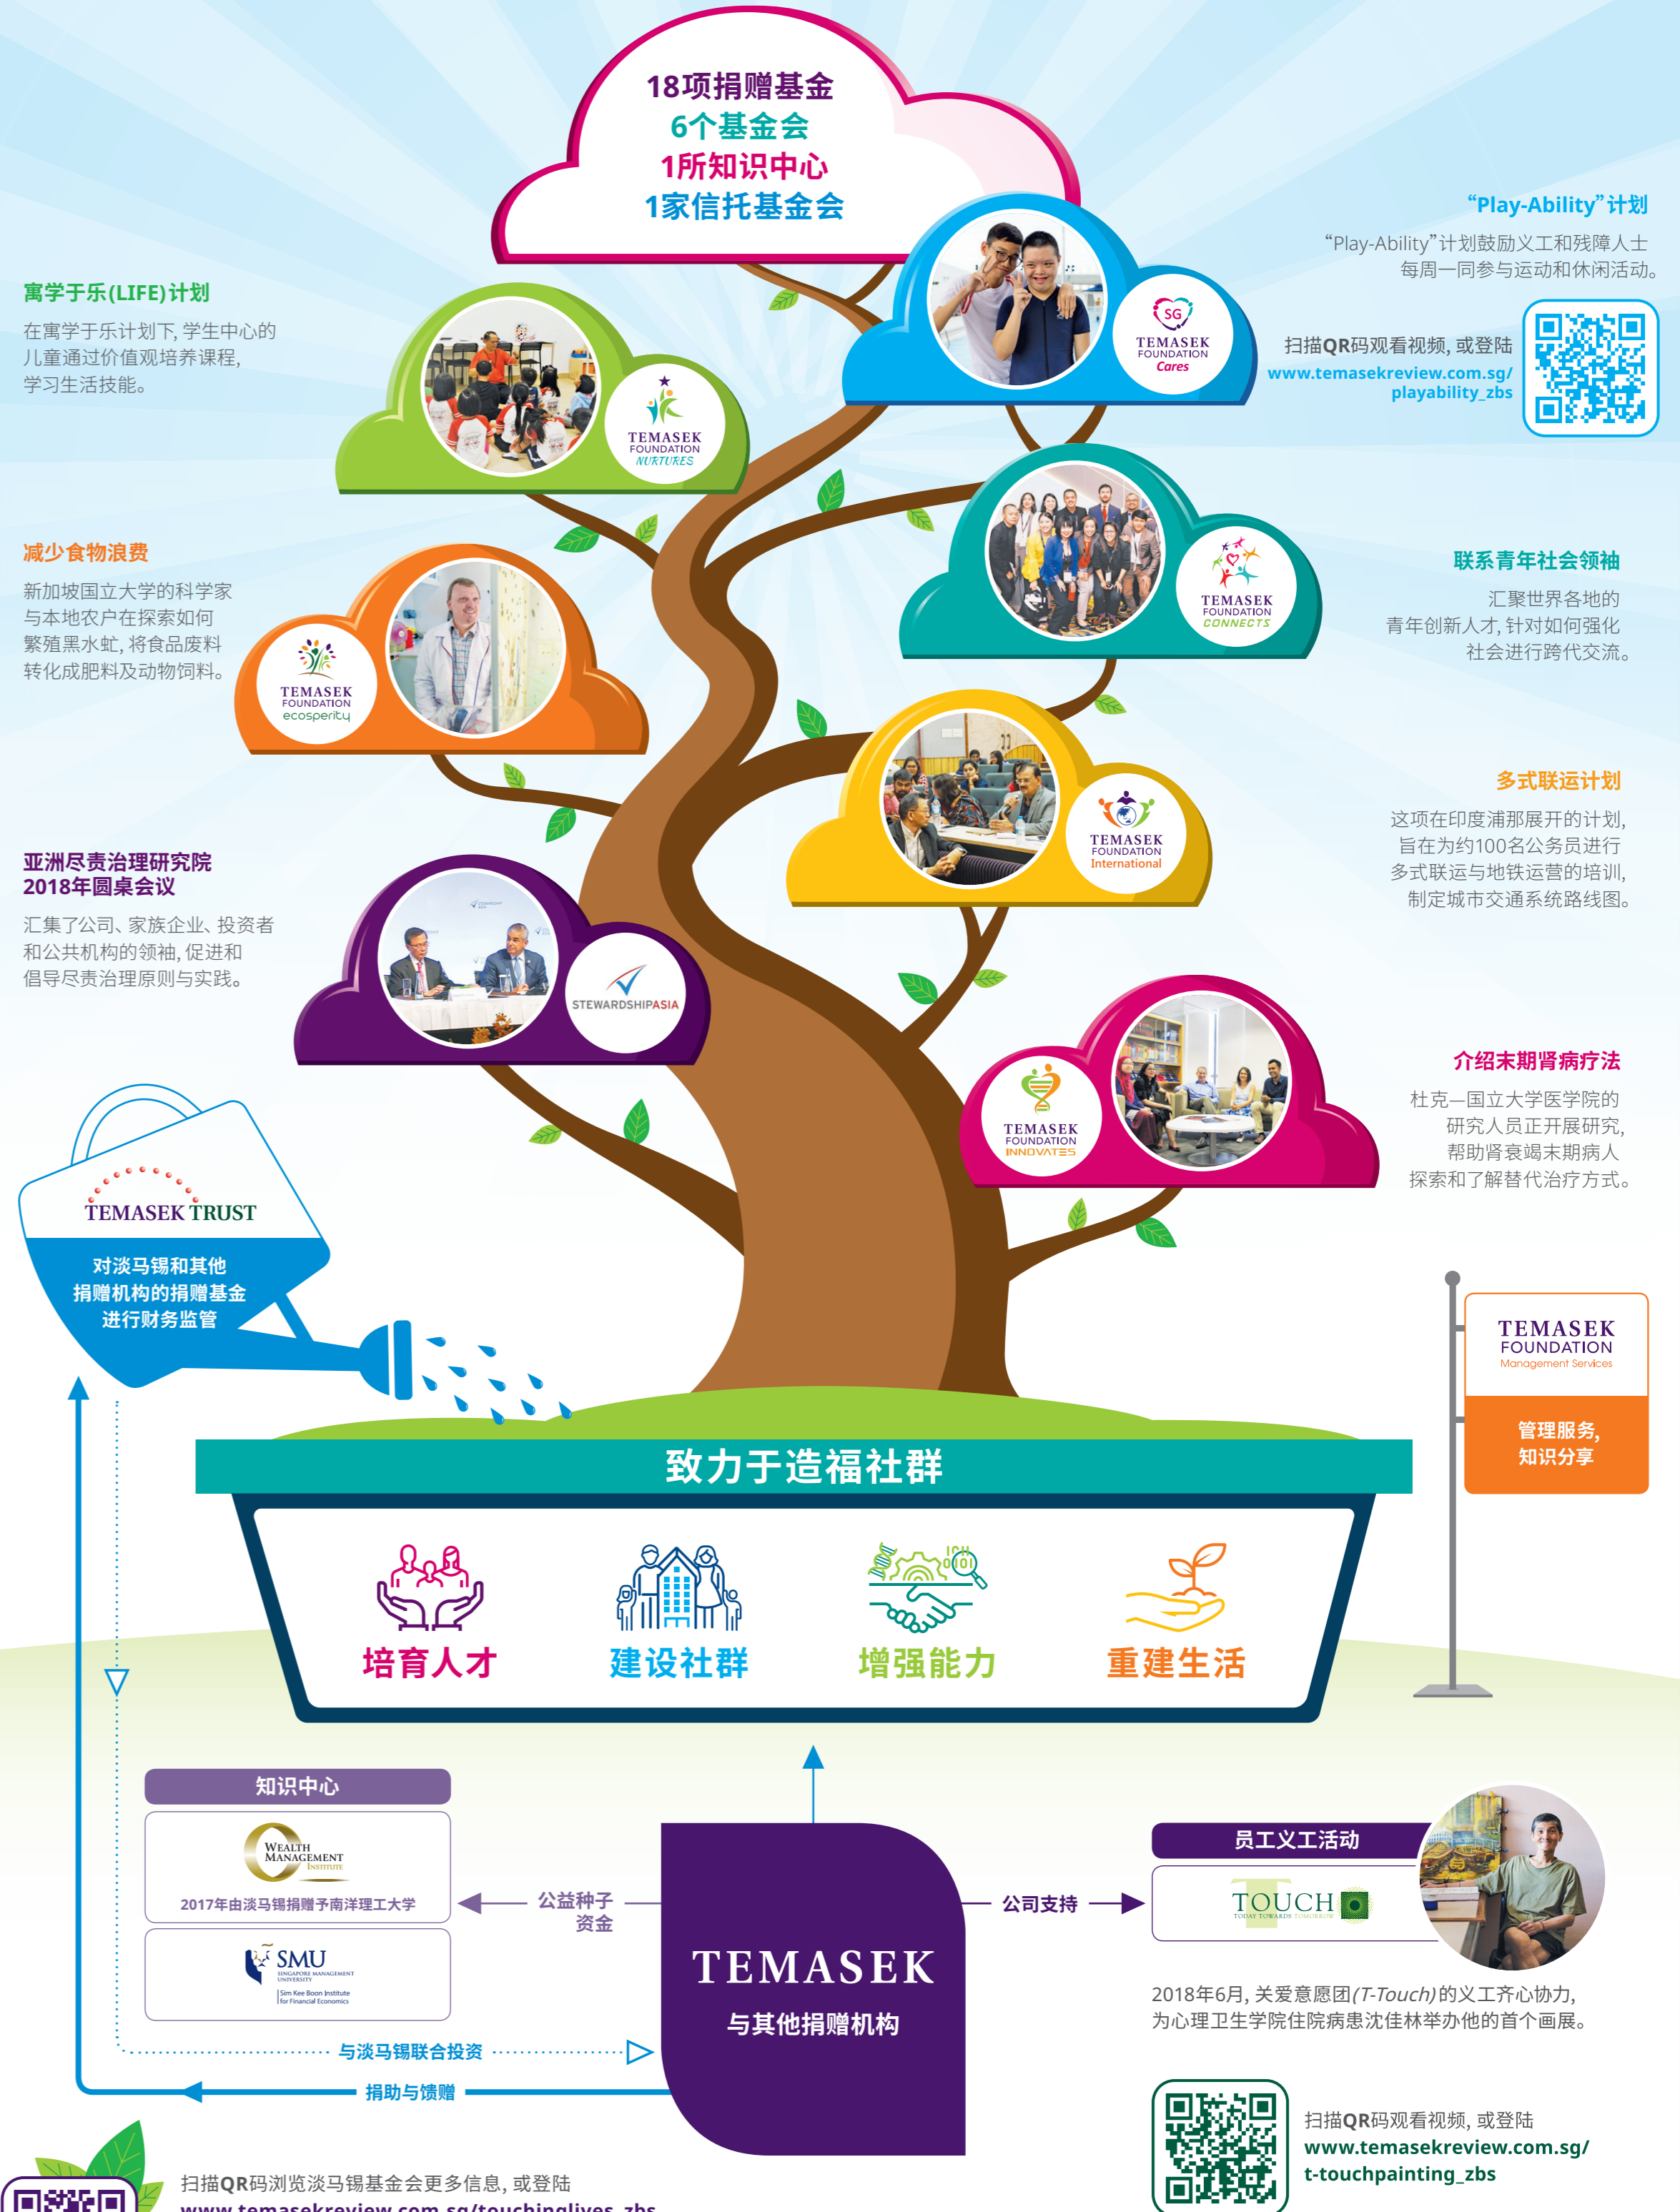 18项捐赠基金
6个基金会
1所知识中心
1家信托基金会
“Play-Ability”计划
“Play-Ability”计划鼓励义工和残障人士
每周一同参与运动和休闲活动。
扫描QR码观看视频, 或登陆
www.temasekreview.com.sg/
playability_zbs
SG
TEMASEK
FOUNDATION
Cares
寓学于乐(LIFE)计划
在寓学于乐计划下, 学生中心的
儿童通过价值观培养课程,
学习生活技能。
TEMASEK
FOUNDATION
NURTURES
联系青年社会领袖
汇聚世界各地的
青年创新人才, 针对如何强化
社会进行跨代交流。
TEMASEK
FOUNDATION
CONNECTS
减少食物浪费
新加坡国立大学的科学家
与本地农户在探索如何
繁殖黑水虻, 将食品废料
转化成肥料及动物饲料。
TEMASEK
FOUNDATION
ecosperity
多式联运计划
这项在印度浦那展开的计划,
旨在为约100名公务员进行
多式联运与地铁运营的培训,
制定城市交通系统路线图。
TEMASEK
FOUNDATION
International
亚洲尽责治理研究院
2018年圆桌会议
汇集了公司、家族企业、投资者
和公共机构的领袖, 促进和
倡导尽责治理原则与实践。
STEWARDSHIPASIA
介绍末期肾病疗法
杜克—国立大学医学院的
研究人员正开展研究,
帮助肾衰竭末期病人
探索和了解替代治疗方式。
TEMASEK
FOUNDATION
INNOVATES
TEMASEK TRUST
对淡马锡和其他
捐赠机构的捐赠基金
进行财务监管
TEMASEK
FOUNDATION
Management Services
管理服务,
知识分享
致力于造福社群
培育人才
建设社群
增强能力
重建生活
知识中心
WEALTH
MANAGEMENT
INSTITUTE
2017年由淡马锡捐赠予南洋理工大学
SMU
SINGAPORE MANAGEMENT
UNIVERSITY
Sim Kee Boon Institute
for Financial Economics
公益种子
资金
TEMASEK
与其他捐赠机构
公司支持
员工义工活动
TOUCH
TODAY TOWARDS TOMORROW
2018年6月, 关爱意愿团(T-Touch)的义工齐心协力,
为心理卫生学院住院病患沈佳林举办他的首个画展。
与淡马锡联合投资
捐助与馈赠
扫描QR码观看视频, 或登陆
www.temasekreview.com.sg/
t-touchpainting_zbs
扫描QR码浏览淡马锡基金会更多信息, 或登陆
www.temasekreview.com.sg/touchinglives_zbs